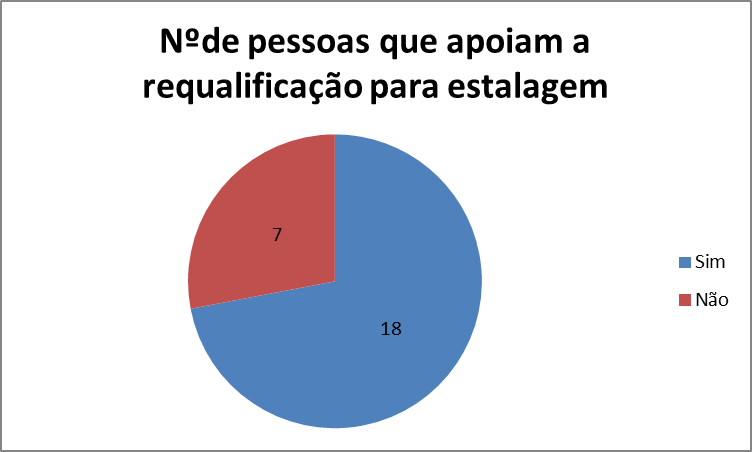 Nºde pessoas que apoiam a
requalificação para estalagem
7
18
Sim
Não